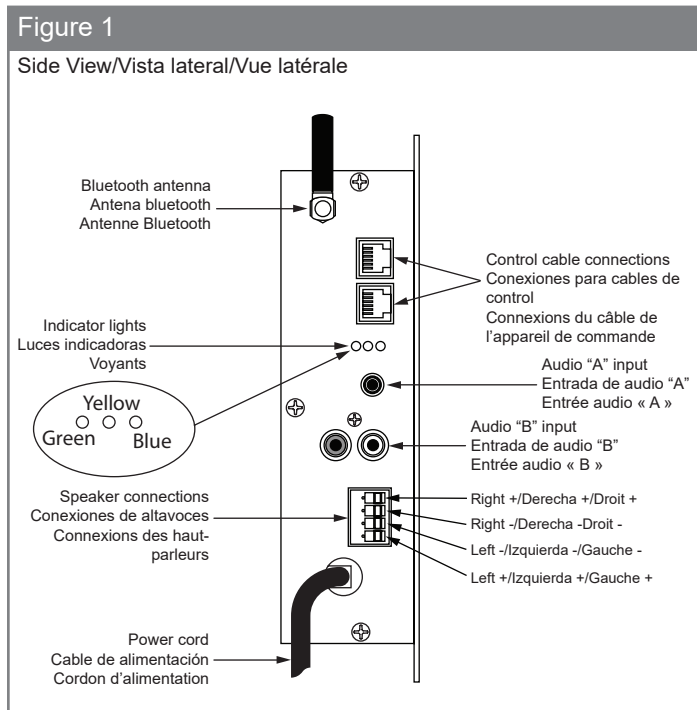 Figure 1
Side View/Vista lateral/Vue latérale
Bluetooth antenna
Antena bluetooth
Antenne Bluetooth
Control cable connections
Conexiones para cables de
control
Connexions du câble de
l’appareil de commande
Indicator lights
Luces indicadoras
Voyants
Yellow
Green
Blue
Audio “A” input
Entrada de audio “A”
Entrée audio « A »
Audio “B” input
Entrada de audio “B”
Entrée audio « B »
Speaker connections
Conexiones de altavoces
Connexions des haut-
parleurs
Right +/Derecha +/Droit +
Right -/Derecha -Droit -
Left -/Izquierda -/Gauche -
Left +/Izquierda +/Gauche +
Power cord
Cable de alimentación
Cordon d’alimentation